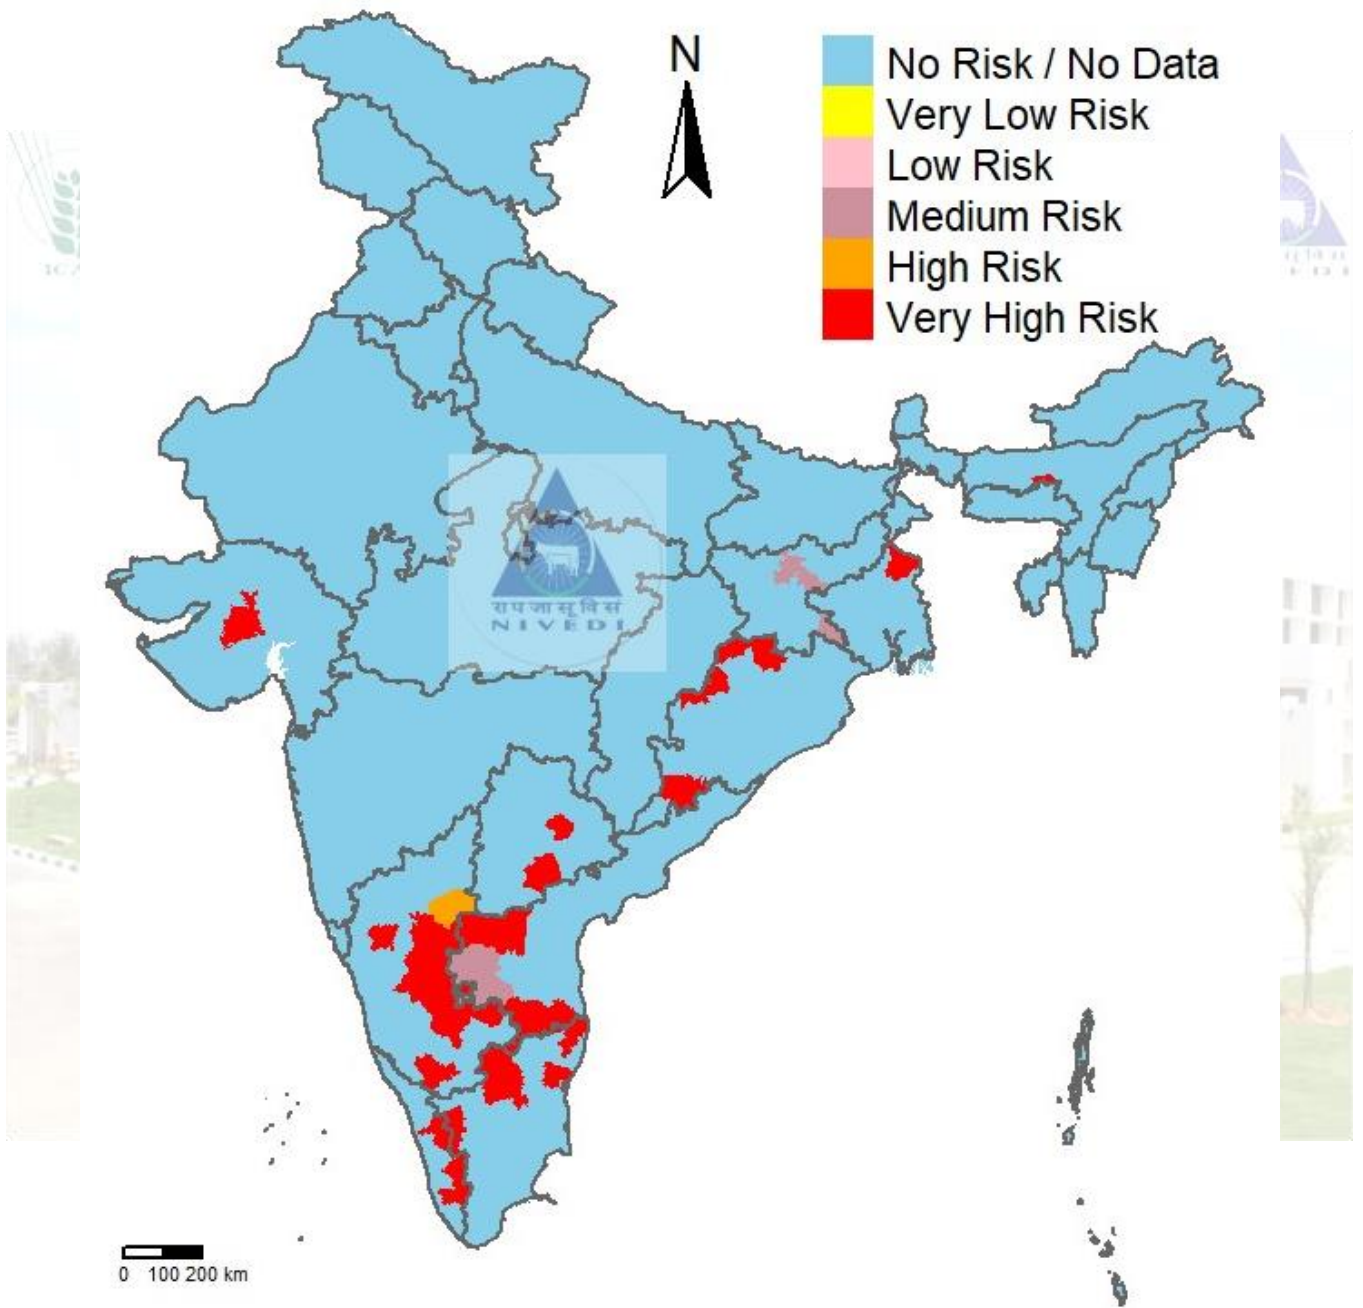 N
No Risk / No Data
Very Low Risk
Low Risk
Medium Risk
High Risk
Very High Risk
रापजासूविसं
NIVEDI
0 100 200 km